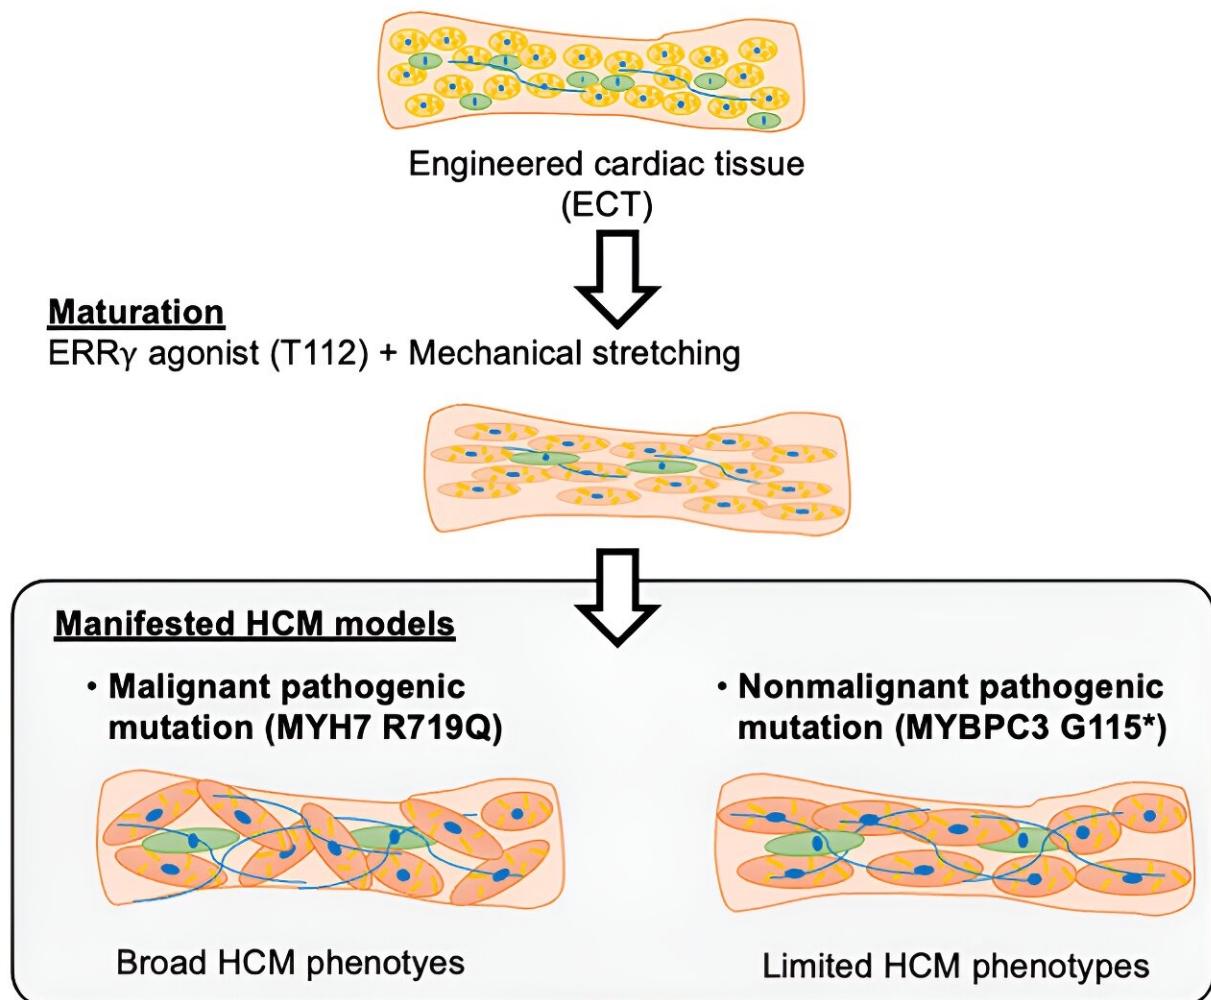 Engineered cardiac tissue
(ECT)
Maturation
ERRγ agonist (T112) + Mechanical stretching
Manifested HCM models
• Malignant pathogenic
mutation (MYH7 R719Q)
• Nonmalignant pathogenic
mutation (MYBPC3 G115*)
Broad HCM phenotyes
Limited HCM phenotypes